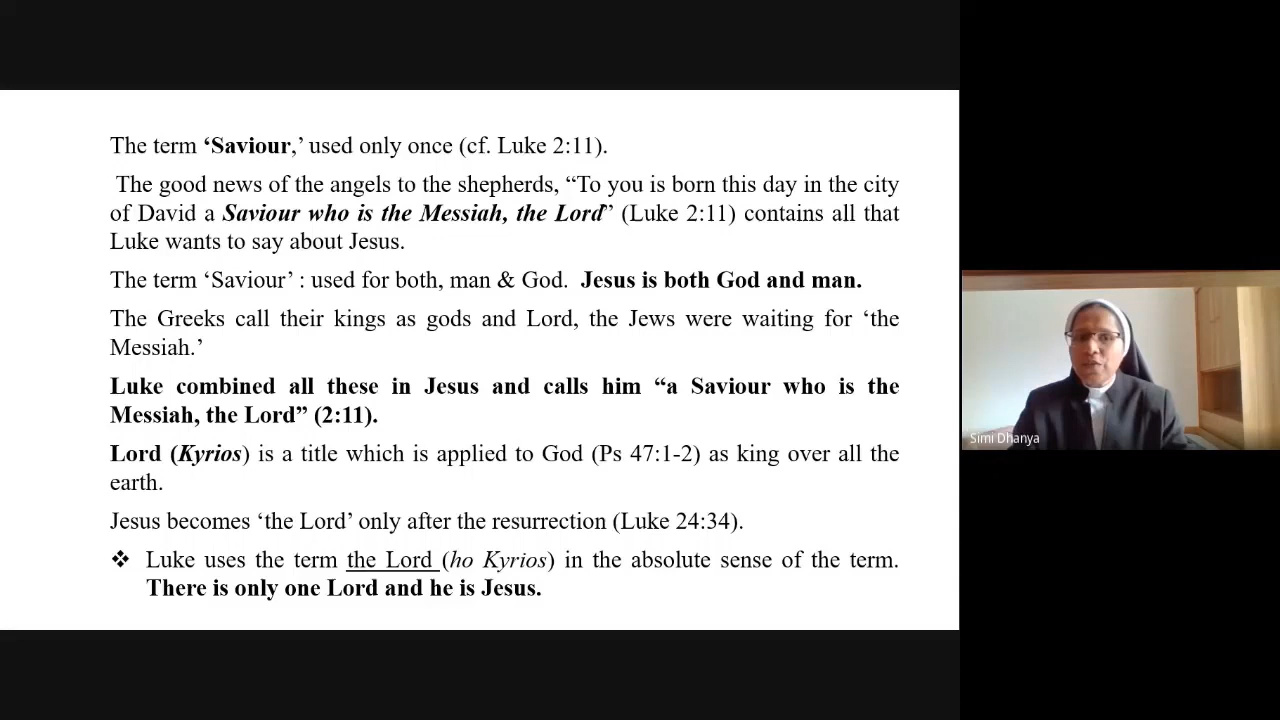 The term ‘Saviour,’ used only once (cf. Luke 2:11).
The good news of the angels to the shepherds, “To you is born this day in the city
of David a Saviour who is the Messiah, the Lord” (Luke 2:11) contains all that
Luke wants to say about Jesus.
The term ‘Saviour’ : used for both, man & God. Jesus is both God and man.
The Greeks call their kings as gods and Lord, the Jews were waiting for ‘the
Messiah.’
Luke combined all these in Jesus and calls him “a Saviour who is the
Messiah, the Lord” (2:11).
Lord (Kyrios) is a title which is applied to God (Ps 47:1-2) as king over all the
earth.
Jesus becomes ‘the Lord’ only after the resurrection (Luke 24:34).
❖ Luke uses the term the Lord (ho Kyrios) in the absolute sense of the term.
There is only one Lord and he is Jesus.
Simi Dhanya